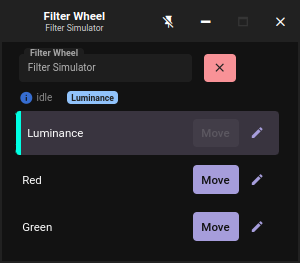 Filter Wheel
Filter Simulator
Filter Wheel
Filter Simulator
idle Luminance
Luminance Move
Red Move
Green Move